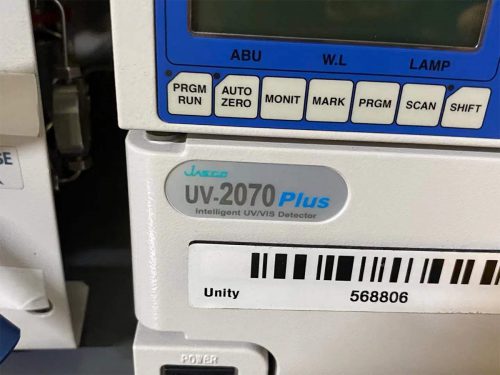 ABU W.L LAMP
PRGM RUN AUTO ZERO MONIT MARK PRGM SCAN SHIFT
SE
Jasco
UV-2070 Plus
Intelligent UV/VIS Detector
Unity 568806
POWER